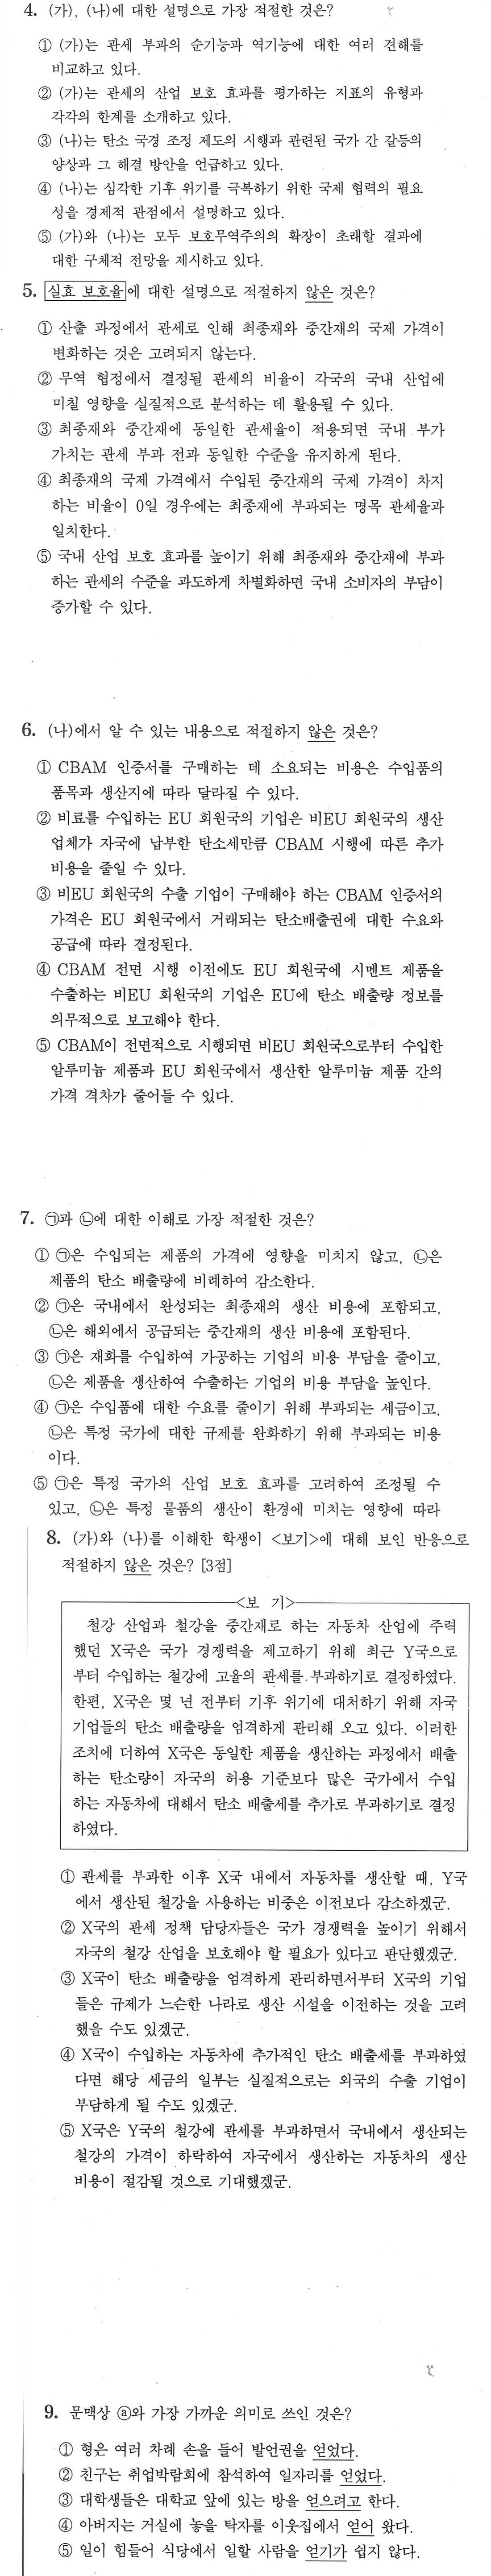 4. (가), (나)에 대한 설명으로 가장 적절한 것은?
① (가)는 관세 부과의 순기능과 역기능에 대한 여러 견해를
비교하고 있다.
② (가)는 관세의 산업 보호 효과를 평가하는 지표의 유형과
각각의 한계를 소개하고 있다.
③ (나)는 탄소 국경 조정 제도의 시행과 관련된 국가 간 갈등의
양상과 그 해결 방안을 언급하고 있다.
④ (나)는 심각한 기후 위기를 극복하기 위한 국제 협력의 필요
성을 경제적 관점에서 설명하고 있다.
⑤ (가)와 (나)는 모두 보호무역주의의 확장이 초래할 결과에
대한 구체적 전망을 제시하고 있다.
5. 실효 보호율에 대한 설명으로 적절하지 않은 것은?
① 산출 과정에서 관세로 인해 최종재와 중간재의 국제 가격이
변화하는 것은 고려되지 않는다.
② 무역 협정에서 결정될 관세의 비율이 각국의 국내 산업에
미칠 영향을 실질적으로 분석하는 데 활용될 수 있다.
③ 최종재와 중간재에 동일한 관세율이 적용되면 국내 부가
가치는 관세 부과 전과 동일한 수준을 유지하게 된다.
④ 최종재의 국제 가격에서 수입된 중간재의 국제 가격이 차지
하는 비율이 0일 경우에는 최종재에 부과되는 명목 관세율과
일치한다.
⑤ 국내 산업 보호 효과를 높이기 위해 최종재와 중간재에 부과
하는 관세의 수준을 과도하게 차별화하면 국내 소비자의 부담이
증가할 수 있다.
6. (나)에서 알 수 있는 내용으로 적절하지 않은 것은?
① CBAM 인증서를 구매하는 데 소요되는 비용은 수입품의
품목과 생산지에 따라 달라질 수 있다.
② 비료를 수입하는 EU 회원국의 기업은 비EU 회원국의 생산
업체가 자국에 납부한 탄소세만큼 CBAM 시행에 따른 추가
비용을 줄일 수 있다.
③ 비EU 회원국의 수출 기업이 구매해야 하는 CBAM 인증서의
가격은 EU 회원국에서 거래되는 탄소배출권에 대한 수요와
공급에 따라 결정된다.
④ CBAM 전면 시행 이전에도 EU 회원국에 시멘트 제품을
수출하는 비EU 회원국의 기업은 EU에 탄소 배출량 정보를
의무적으로 보고해야 한다.
⑤ CBAM이 전면적으로 시행되면 비EU 회원국으로부터 수입한
알루미늄 제품과 EU 회원국에서 생산한 알루미늄 제품 간의
가격 격차가 줄어들 수 있다.
7. ㉠과 ㉡에 대한 이해로 가장 적절한 것은?
① ㉠은 수입되는 제품의 가격에 영향을 미치지 않고, ㉡은
제품의 탄소 배출량에 비례하여 감소한다.
② ㉠은 국내에서 완성되는 최종재의 생산 비용에 포함되고,
㉡은 해외에서 공급되는 중간재의 생산 비용에 포함된다.
③ ㉠은 재화를 수입하여 가공하는 기업의 비용 부담을 줄이고,
㉡은 제품을 생산하여 수출하는 기업의 비용 부담을 높인다.
④ ㉠은 수입품에 대한 수요를 줄이기 위해 부과되는 세금이고,
㉡은 특정 국가에 대한 규제를 완화하기 위해 부과되는 비용
이다.
⑤ ㉠은 특정 국가의 산업 보호 효과를 고려하여 조정될 수
있고, ㉡은 특정 물품의 생산이 환경에 미치는 영향에 따라
8. (가)와 (나)를 이해한 학생이 <보기>에 대해 보인 반응으로
적절하지 않은 것은? [3점]
<보 기>
철강 산업과 철강을 중간재로 하는 자동차 산업에 주력
했던 X국은 국가 경쟁력을 제고하기 위해 최근 Y국으로
부터 수입하는 철강에 고율의 관세를 부과하기로 결정하였다.
한편, X국은 몇 년 전부터 기후 위기에 대처하기 위해 자국
기업들의 탄소 배출량을 엄격하게 관리해 오고 있다. 이러한
조치에 더하여 X국은 동일한 제품을 생산하는 과정에서 배출
하는 탄소량이 자국의 허용 기준보다 많은 국가에서 수입
하는 자동차에 대해서 탄소 배출세를 추가로 부과하기로 결정
하였다.
① 관세를 부과한 이후 X국 내에서 자동차를 생산할 때, Y국
에서 생산된 철강을 사용하는 비중은 이전보다 감소하겠군.
② X국의 관세 정책 담당자들은 국가 경쟁력을 높이기 위해서
자국의 철강 산업을 보호해야 할 필요가 있다고 판단했겠군.
③ X국이 탄소 배출량을 엄격하게 관리하면서부터 X국의 기업
들은 규제가 느슨한 나라로 생산 시설을 이전하는 것을 고려
했을 수도 있겠군.
④ X국이 수입하는 자동차에 추가적인 탄소 배출세를 부과하였
다면 해당 세금의 일부는 실질적으로는 외국의 수출 기업이
부담하게 될 수도 있겠군.
⑤ X국은 Y국의 철강에 관세를 부과하면서 국내에서 생산되는
철강의 가격이 하락하여 자국에서 생산하는 자동차의 생산
비용이 절감될 것으로 기대했겠군.
9. 문맥상 ⓐ와 가장 가까운 의미로 쓰인 것은?
① 형은 여러 차례 손을 들어 발언권을 얻었다.
② 친구는 취업박람회에 참석하여 일자리를 얻었다.
③ 대학생들은 대학교 앞에 있는 방을 얻으려고 한다.
④ 아버지는 거실에 놓을 탁자를 이웃집에서 얻어 왔다.
⑤ 일이 힘들어 식당에서 일할 사람을 얻기가 쉽지 않다.